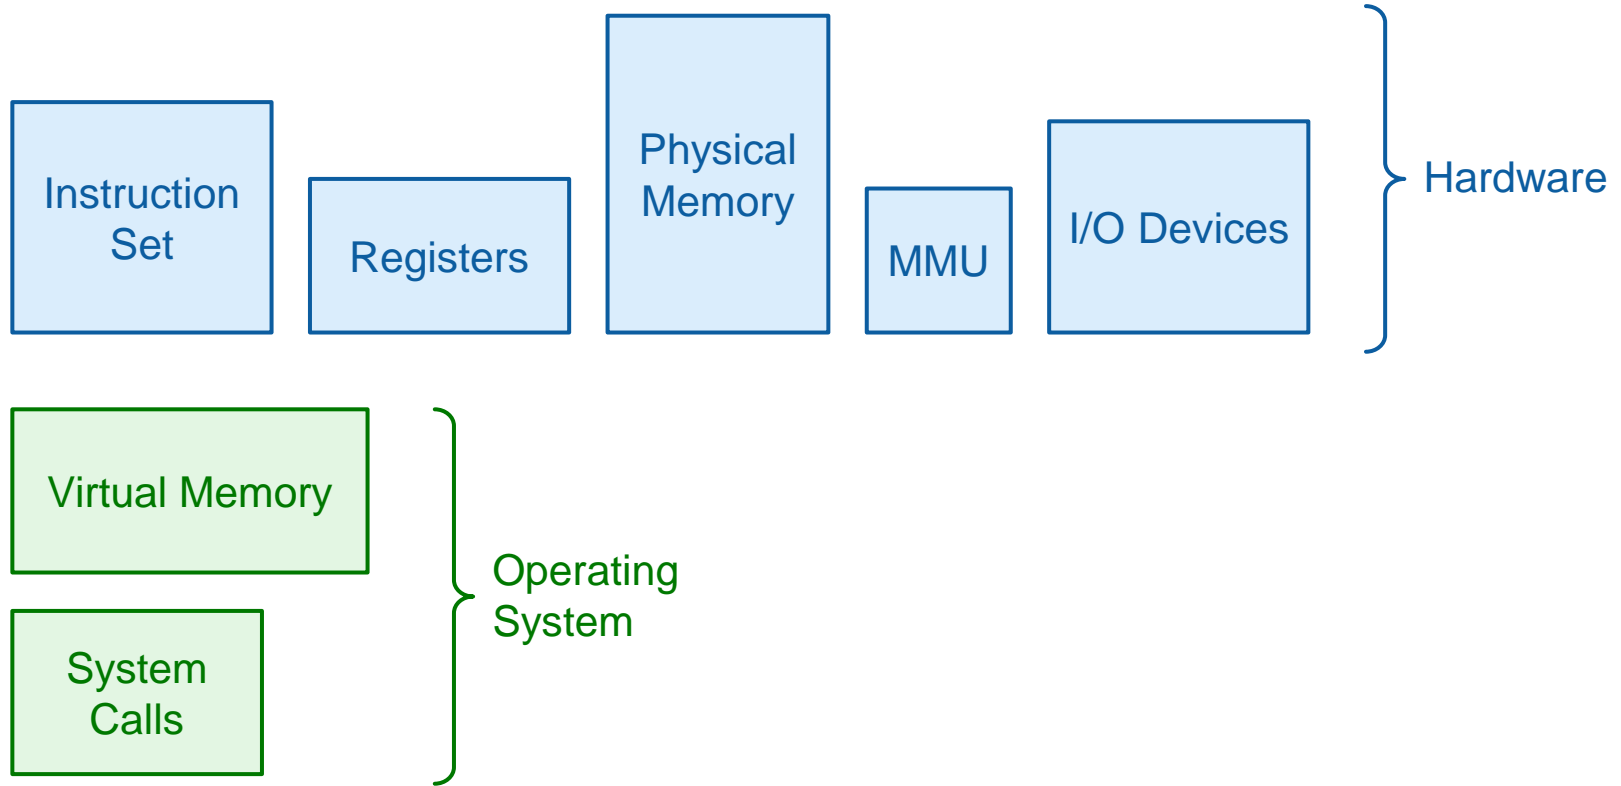 Instruction
Set
Registers
Physical
Memory
MMU
I/O Devices
Hardware
Virtual Memory
System
Calls
Operating
System